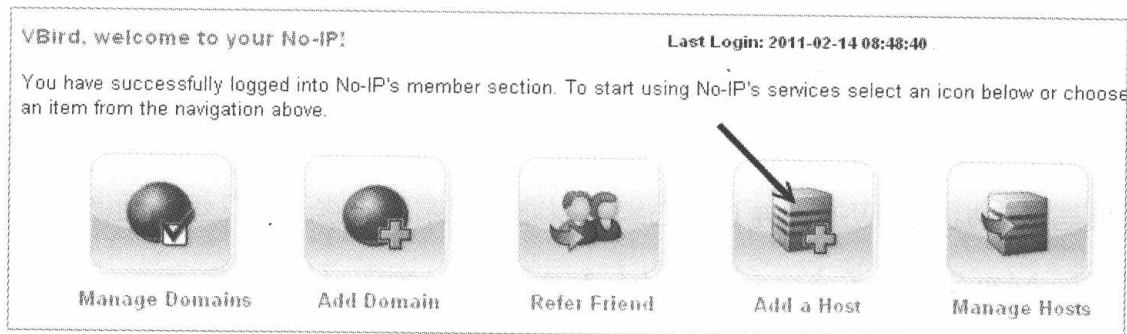 VBird, welcome to your No-IP!
Last Login: 2011-02-14 08:48:40
You have successfully logged into No-IP's member section. To start using No-IP's services select an icon below or choose
an item from the navigation above.
Manage Domains
Add Domain
Refer Friend
Add a Host
Manage Hosts